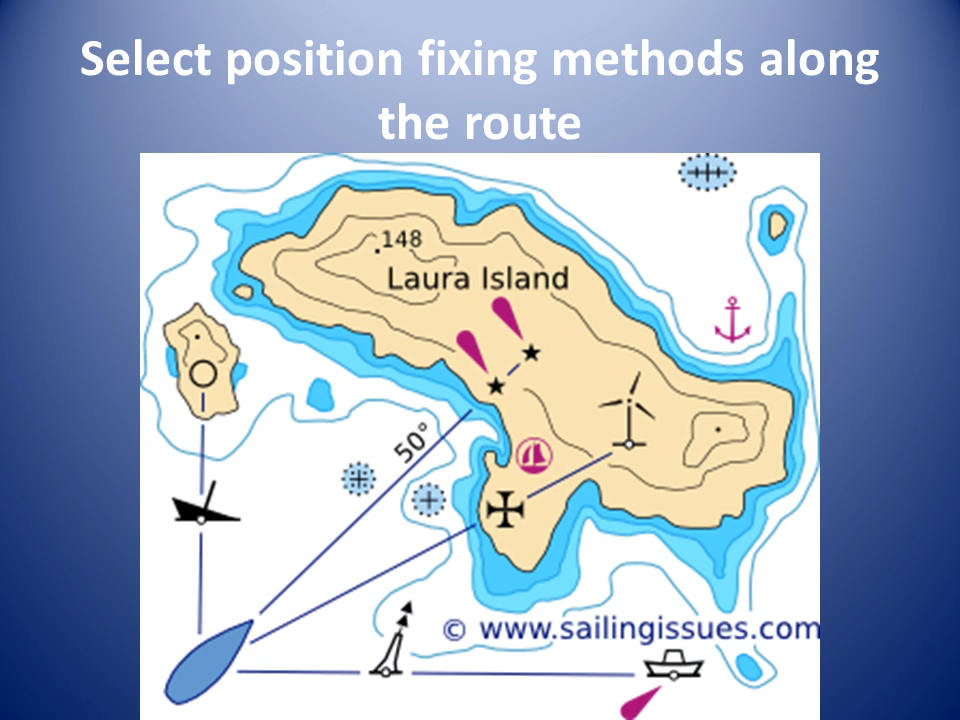 Select position fixing methods along
the route
148
Laura Island
50°
© www.sailingissues.com